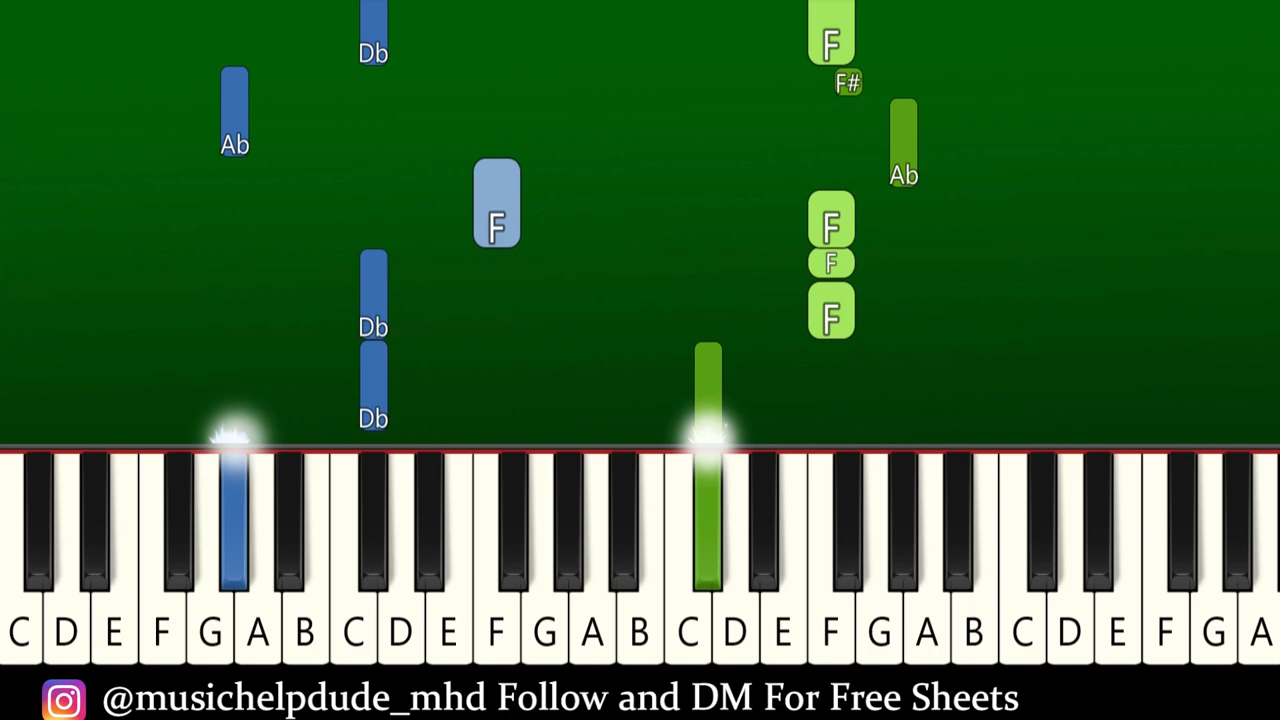 Db F
F#
Ab
Ab
F F
F
Db F
Db
C D E F G A B C D E F G A B C D E F G A B C D E F G A
@musichelpdude_mhd Follow and DM For Free Sheets